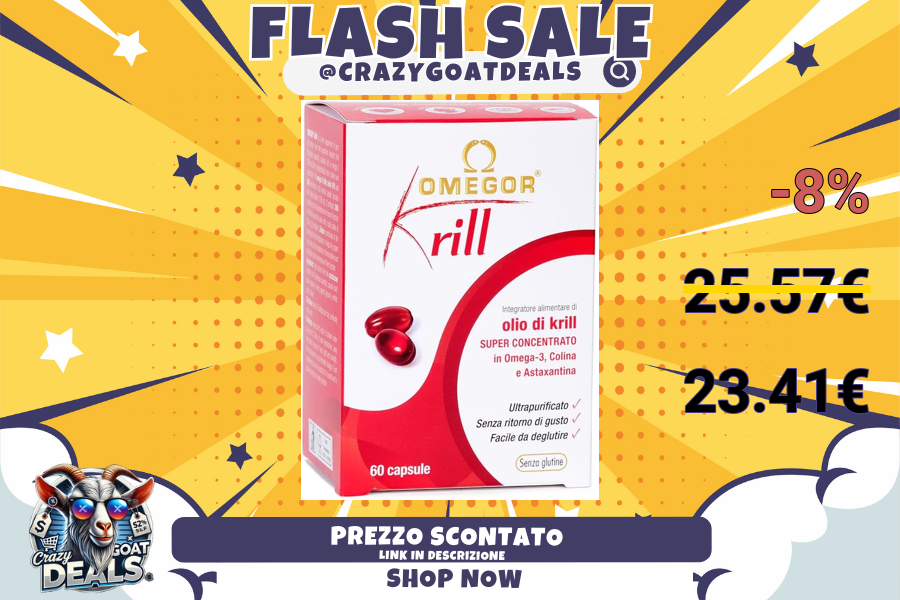 FLASH SALE
@CRAZYGOATDEALS
OMEGOR®
Krill
Integratore alimentare di
olio di krill
SUPER CONCENTRATO
in Omega-3, Colina
e Astaxantina
Ultrapurificato ✓
Senza ritorno di gusto ✓
Facile da deglutire ✓
Senza glutine
60 capsule
-8%
25.57€
23.41€
$
52%
Crazy
GOAT
DEALS
PREZZO SCONTATO
LINK IN DESCRIZIONE
SHOP NOW